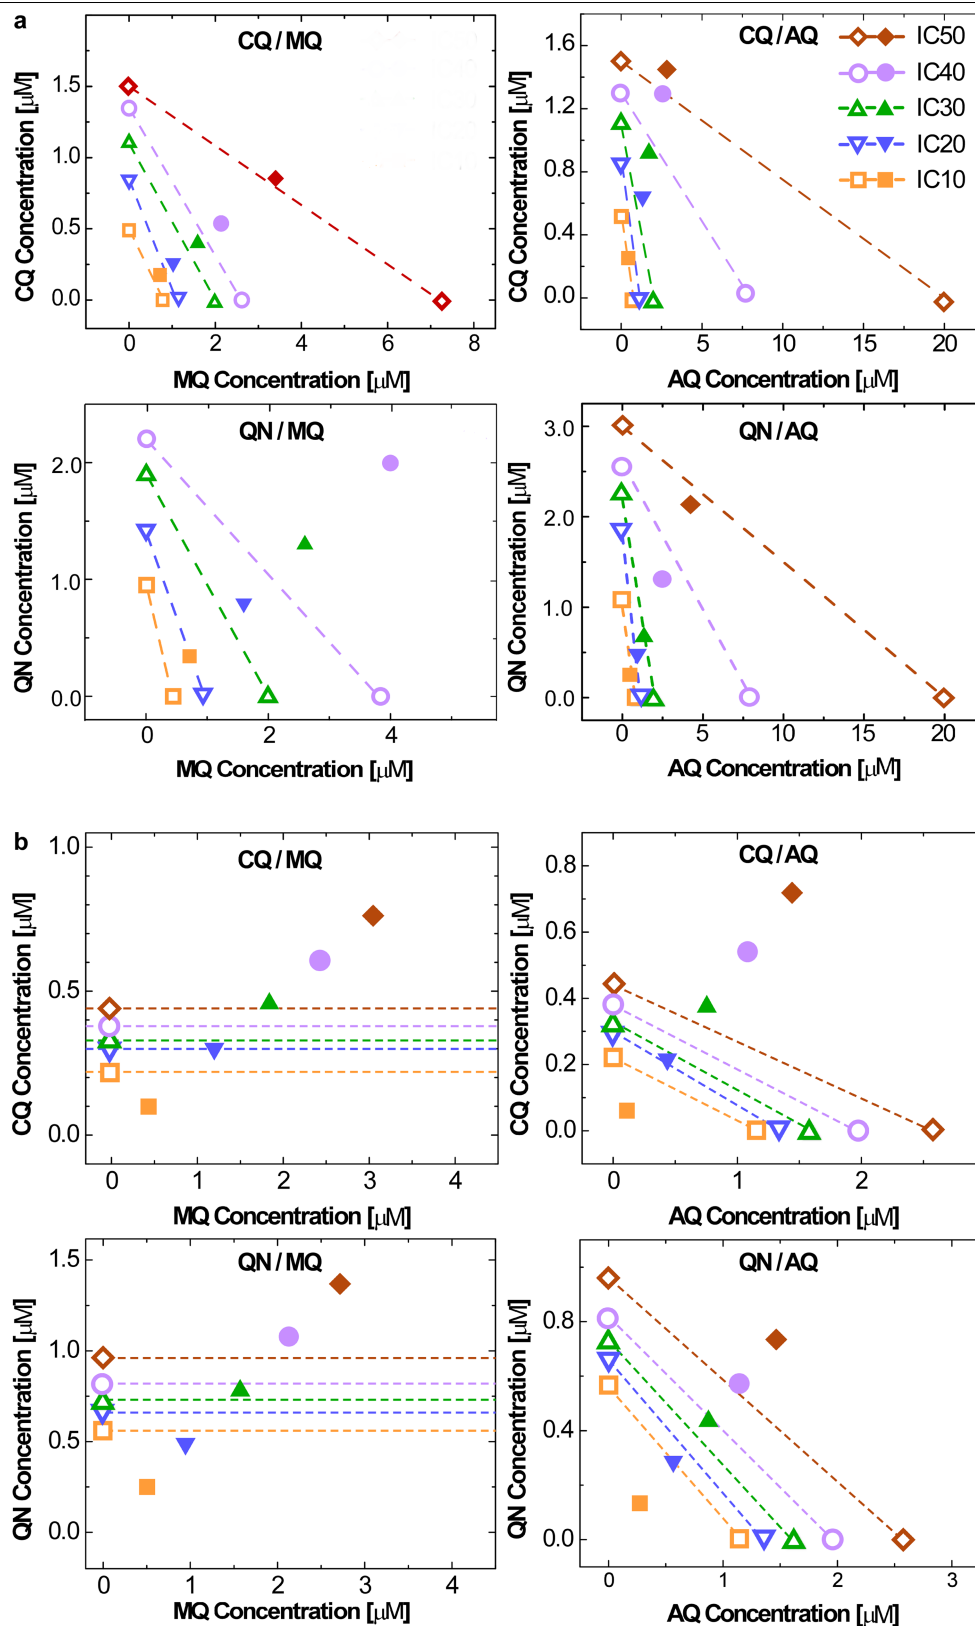 a
CQ / MQ
CQ Concentration [μM]
1.5
1.0
0.5
0.0
0 2 4 6 8
MQ Concentration [μM]
CQ / AQ
IC50
IC40
IC30
IC20
IC10
CQ Concentration [μM]
1.6
1.2
0.8
0.4
0.0
0 5 10 15 20
AQ Concentration [μM]
QN / MQ
QN Concentration [μM]
2.0
1.0
0.0
0 2 4
MQ Concentration [μM]
QN / AQ
QN Concentration [μM]
3.0
2.0
1.0
0.0
0 5 10 15 20
AQ Concentration [μM]
b
CQ / MQ
CQ Concentration [μM]
1.0
0.5
0.0
0 1 2 3 4
MQ Concentration [μM]
CQ / AQ
CQ Concentration [μM]
0.8
0.6
0.4
0.2
0.0
0 1 2
AQ Concentration [μM]
QN / MQ
QN Concentration [μM]
1.5
1.0
0.5
0.0
0 1 2 3 4
MQ Concentration [μM]
QN / AQ
QN Concentration [μM]
0.8
0.4
0.0
0 1 2 3
AQ Concentration [μM]